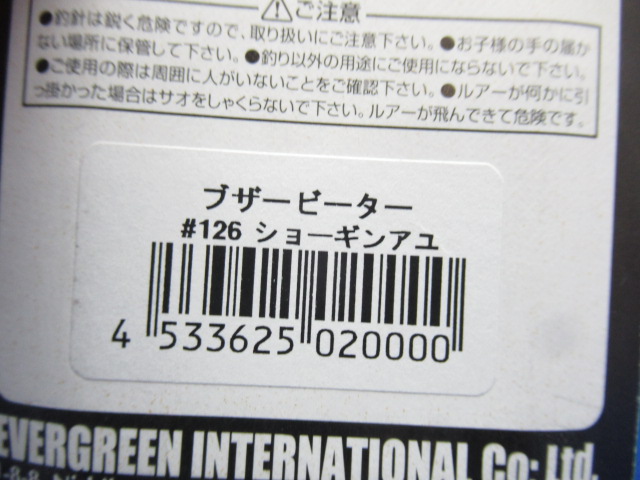 ⚠ご注意
●釣針は鋭く危険ですので、取り扱いにご注意下さい。●お子様の手の届か
ない場所に保管して下さい。●釣り以外の用途にご使用にならないで下さい。
●ご使用の際は周囲に人がいないことをご確認下さい。●ルアーが何かに引
っ掛かった場合はサオをしゃくらないで下さい。ルアーが飛んできて危険です。
ブザービーター
#126 ショーギンアユ
4 533625 020000
EVERGREEN INTERNATIONAL Co; Ltd.